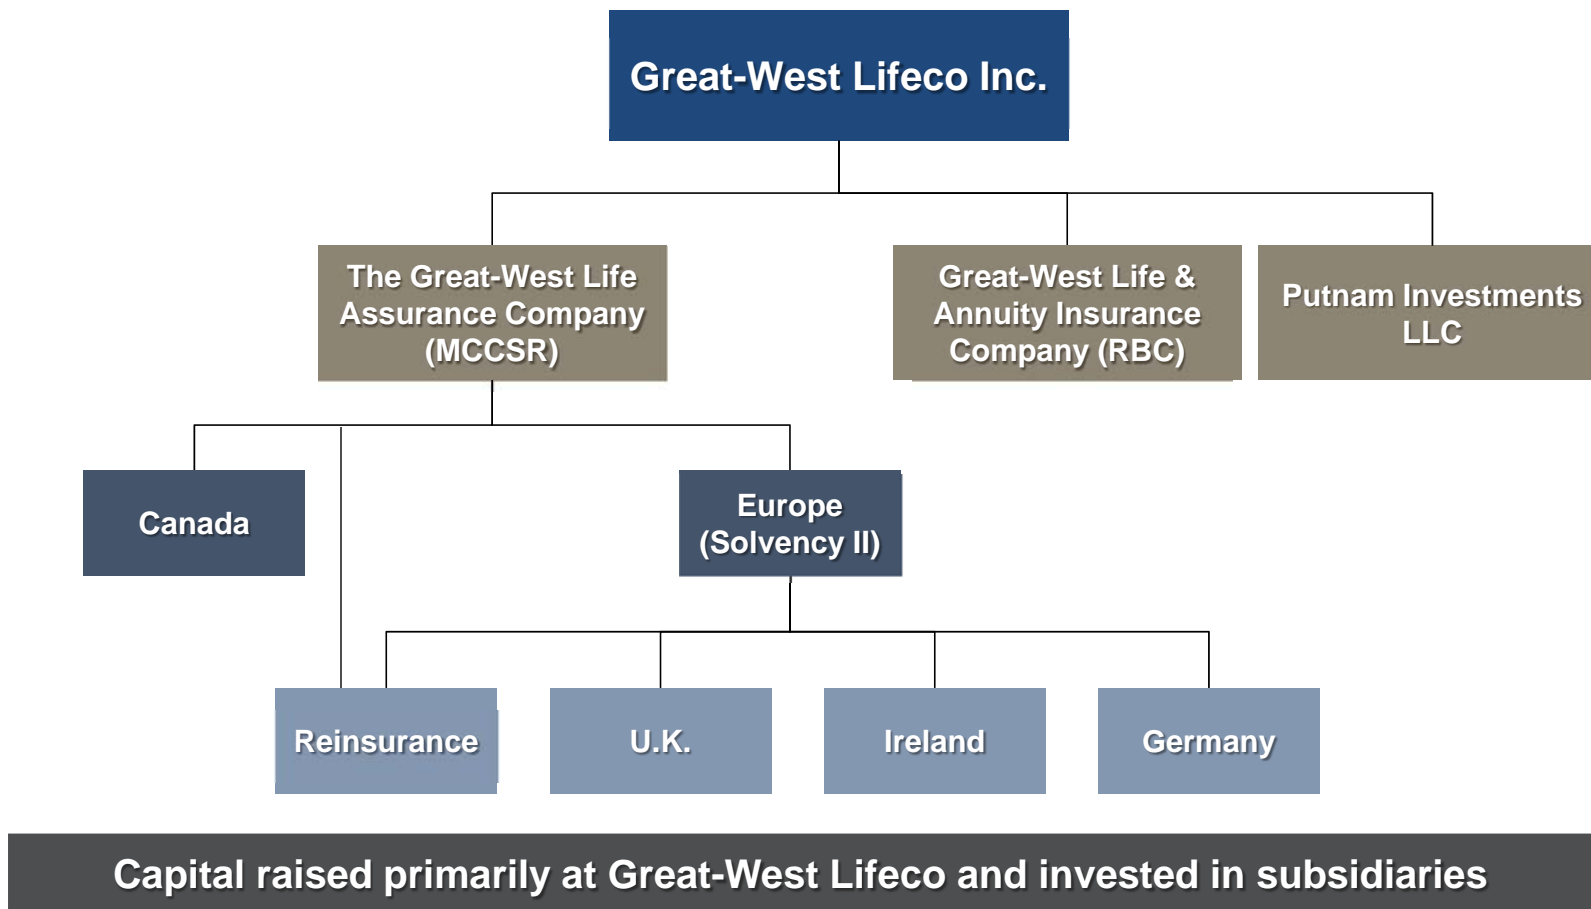 Great-West Lifeco Inc.
The Great-West Life
Assurance Company
(MCCSR)
Great-West Life &
Annuity Insurance
Company (RBC)
Putnam Investments
LLC
Canada
Europe
(Solvency II)
Reinsurance
U.K.
Ireland
Germany
Capital raised primarily at Great-West Lifeco and invested in subsidiaries